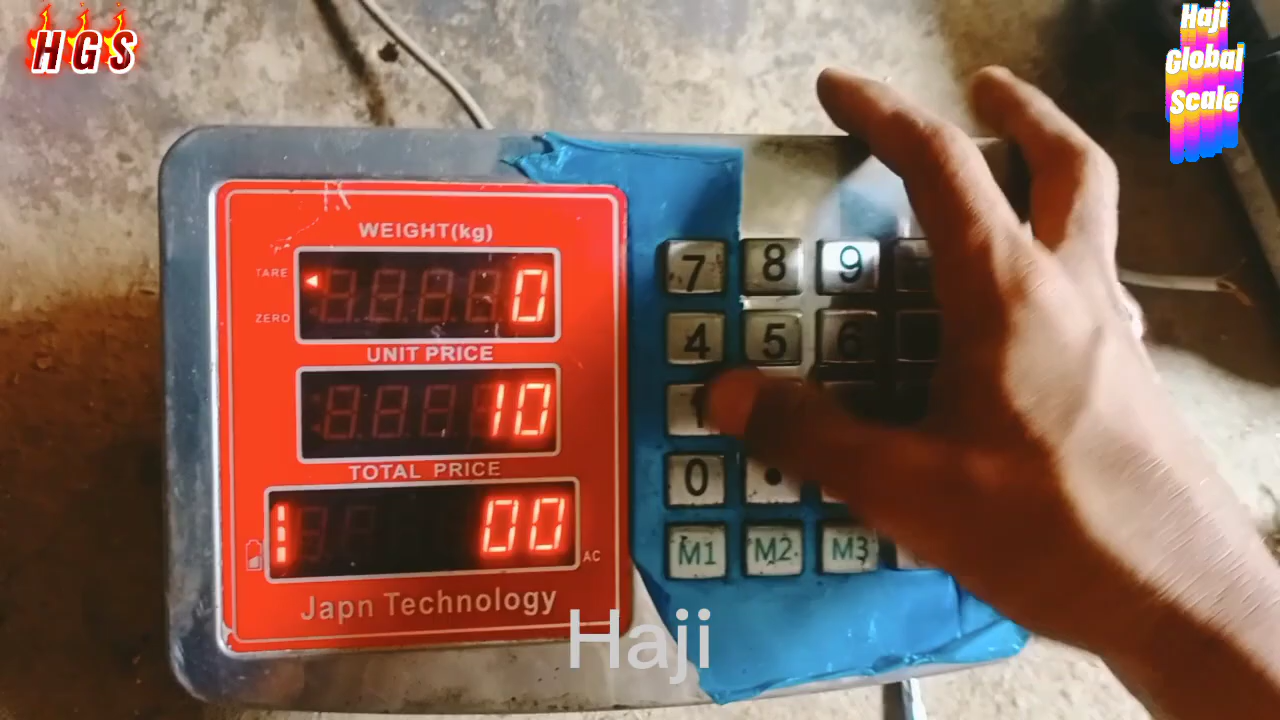 HGS
Haji
Global
Scale
WEIGHT(kg)
TARE
0
ZERO
UNIT PRICE
10
TOTAL PRICE
00
AC
Japn Technology
7 8 9
4 5 6
1
0 .
M1 M2 M3
Haji